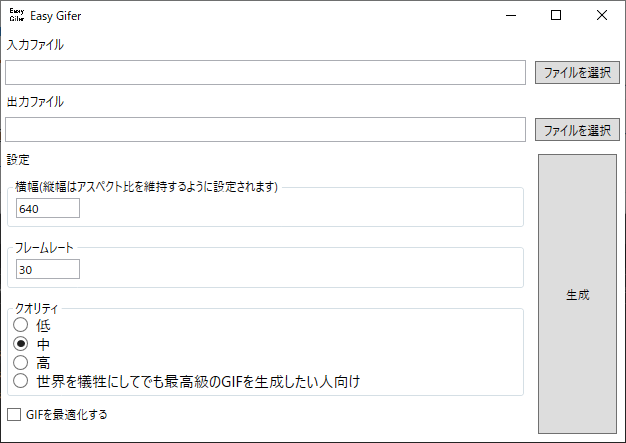 Easy Gifer
Easy Gifer
入力ファイル
ファイルを選択
出力ファイル
ファイルを選択
設定
横幅(縦幅はアスペクト比を維持するように設定されます)
640
フレームレート
30
クオリティ
低
中
高
世界を犠牲にしてでも最高級のGIFを生成したい人向け
GIFを最適化する
生成